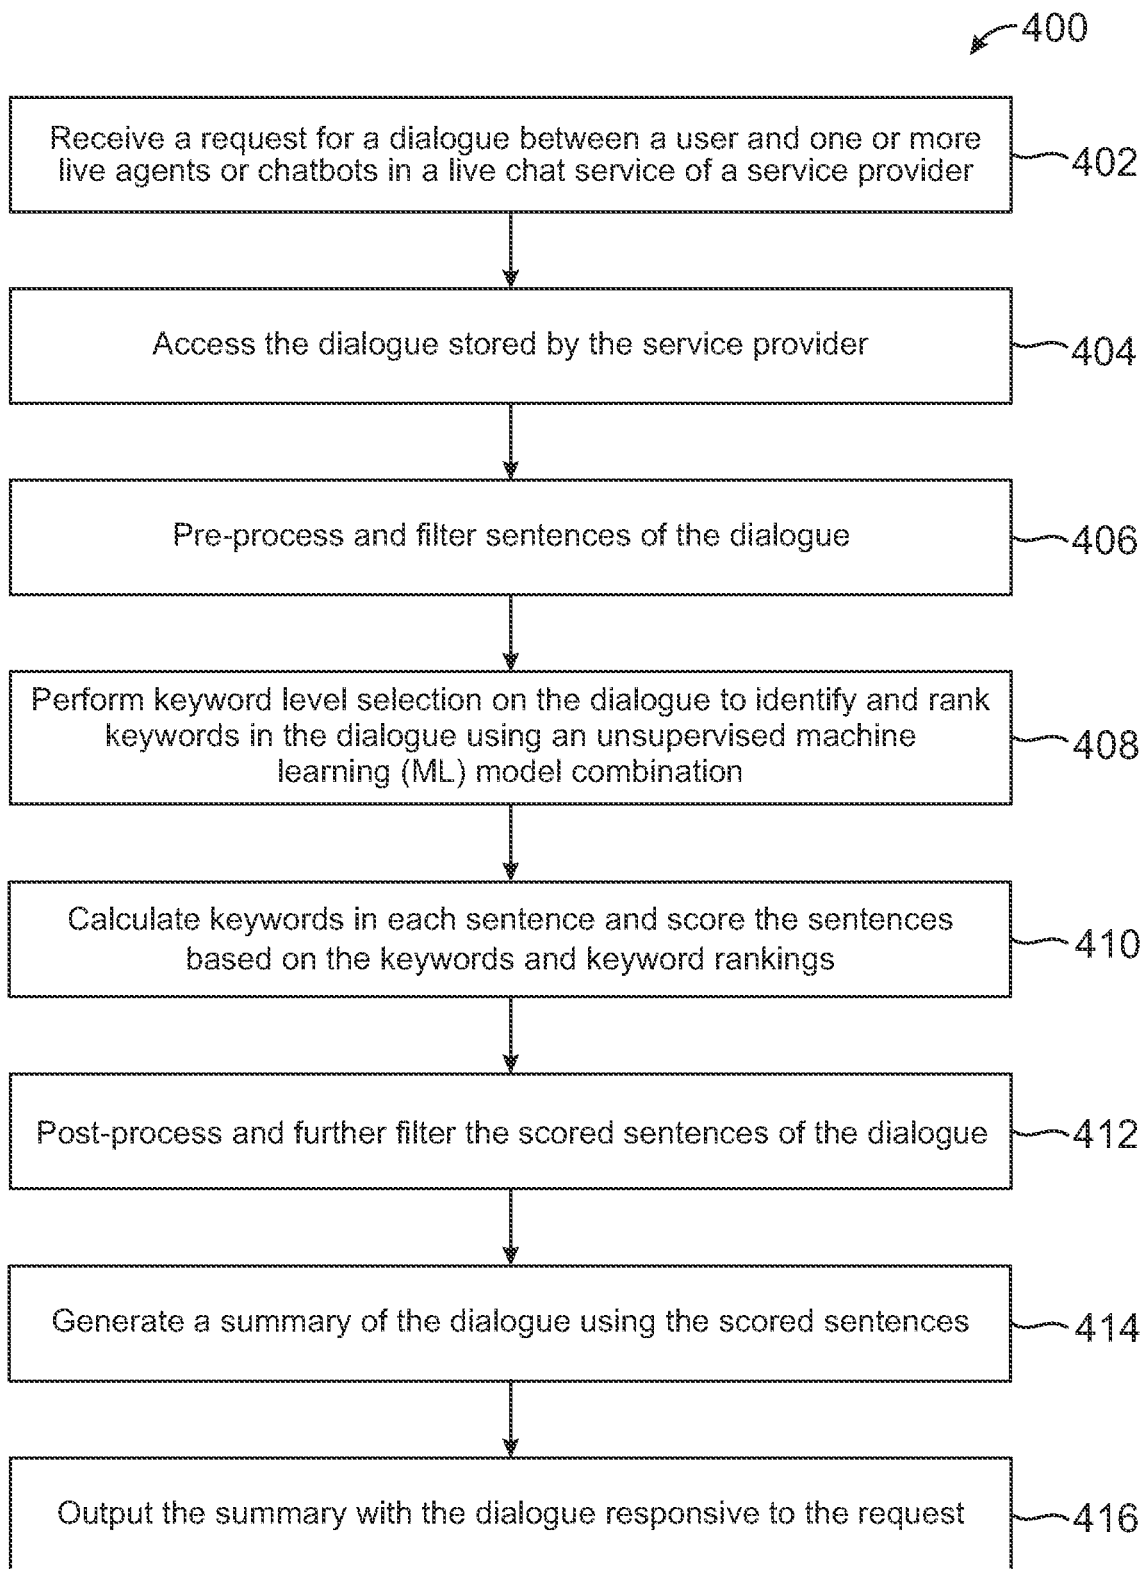 400
Receive a request for a dialogue between a user and one or more
live agents or chatbots in a live chat service of a service provider
402
Access the dialogue stored by the service provider
404
Pre-process and filter sentences of the dialogue
406
Perform keyword level selection on the dialogue to identify and rank
keywords in the dialogue using an unsupervised machine
learning (ML) model combination
408
Calculate keywords in each sentence and score the sentences
based on the keywords and keyword rankings
410
Post-process and further filter the scored sentences of the dialogue
412
Generate a summary of the dialogue using the scored sentences
414
Output the summary with the dialogue responsive to the request
416